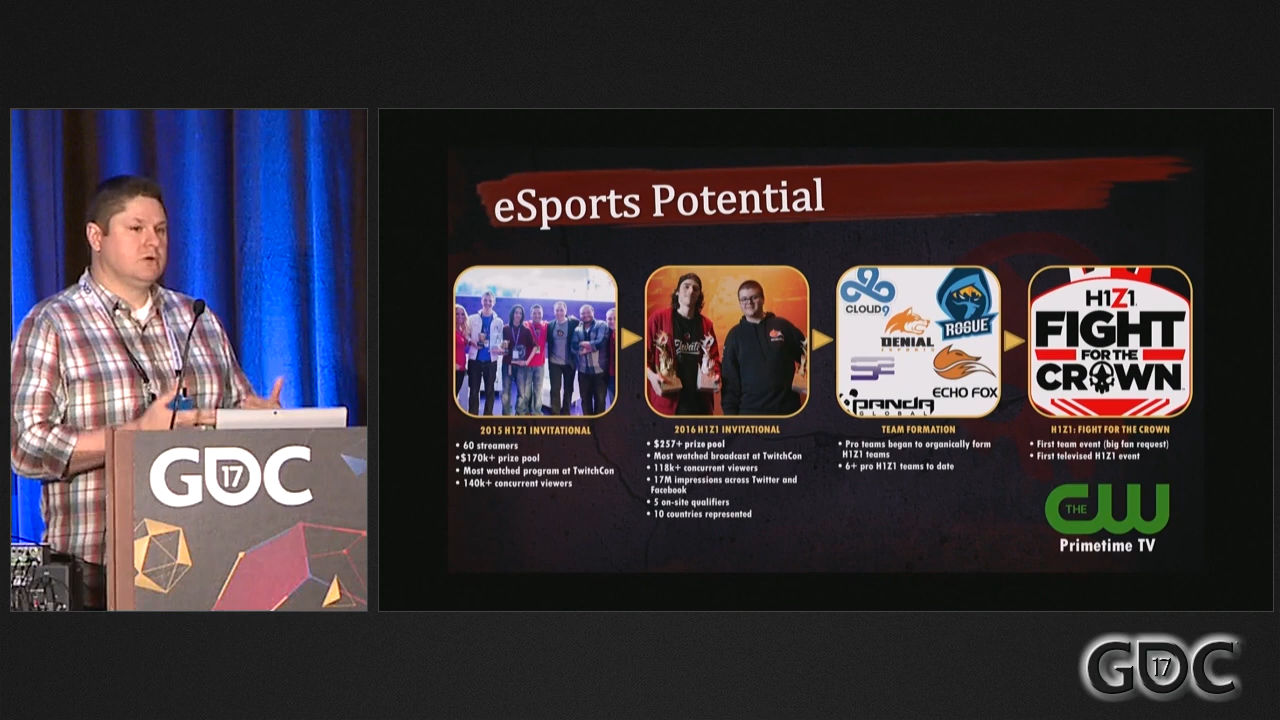 eSports Potential
CLOUD9
ROGUE
DENIAL
ESPORTS
ECHO FOX
PANDA
GLOBAL
H1Z1
FIGHT
FOR THE
CROWN
2015 H1Z1 INVITATIONAL
• 60 streamers
• $170k+ prize pool
• Most watched program at TwitchCon
• 140k+ concurrent viewers
2016 H1Z1 INVITATIONAL
• $257+ prize pool
• Most watched broadcast at TwitchCon
• 118k+ concurrent viewers
• 17M impressions across Twitter and
Facebook
• 5 on-site qualifiers
• 10 countries represented
TEAM FORMATION
• Pro teams began to organically form
H1Z1 teams
• 6+ pro H1Z1 teams to date
H1Z1: FIGHT FOR THE CROWN
• First team event (big fan request)
• First televised H1Z1 event
THE CW
Primetime TV
GDC 17
GDC 17